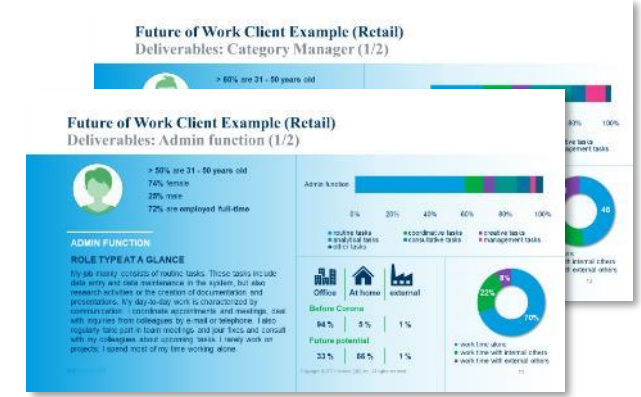 Future of Work Client Example (Retail)
Deliverables: Category Manager (1/2)
> 60% are 31 - 50 years old
80% 100%
48
Future of Work Client Example (Retail)
Deliverables: Admin function (1/2)
> 50% are 31 - 50 years old
74% female
25% male
72% are employed full-time
ADMIN FUNCTION
ROLE TYPE AT A GLANCE
My job mainly consists of routine tasks. These tasks include
data entry and data maintenance in the system, but also
research activities or the creation of documentation and
presentations. My day-to-day work is characterized by
communication. I coordinate appointments and meetings, deal
with inquiries from colleagues by e-mail or telephone. I also
regularly take part in team meetings and jour fixes and consult
with my colleagues about upcoming tasks. I rarely work on
projects; I spend most of my time working alone.
Admin function
0% 20% 40% 60% 80% 100%
routine tasks coordinative tasks creative tasks
analytical tasks consultative tasks management tasks
other tasks
Office At home external
Before Corona
94 % 5 % 1 %
Future potential
33 % 66 % 1 %
8%
22%
70%
work time alone
work time with internal others
work time with external others